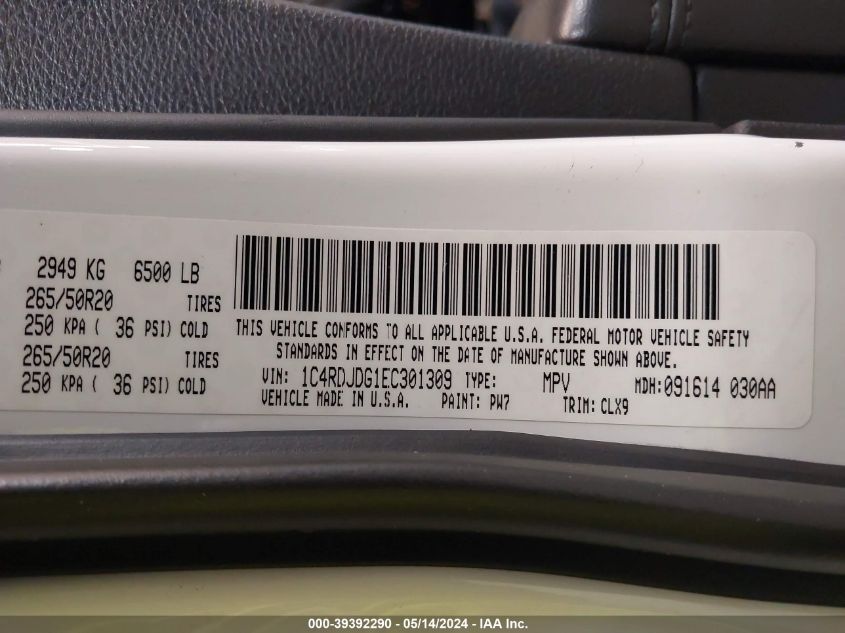 2949 KG 6500 LB
265/50R20 TIRES
250 KPA ( 36 PSI) COLD
265/50R20 TIRES
250 KPA ( 36 PSI) COLD
THIS VEHICLE CONFORMS TO ALL APPLICABLE U.S.A. FEDERAL MOTOR VEHICLE SAFETY
STANDARDS IN EFFECT ON THE DATE OF MANUFACTURE SHOWN ABOVE.
VIN: 1C4RDJDG1EC301309 TYPE: MPV MDH: 091614 030AA
VEHICLE MADE IN U.S.A. PAINT: PW7 TRIM: CLX9
000-39392290 - 05/14/2024 - IAA Inc.